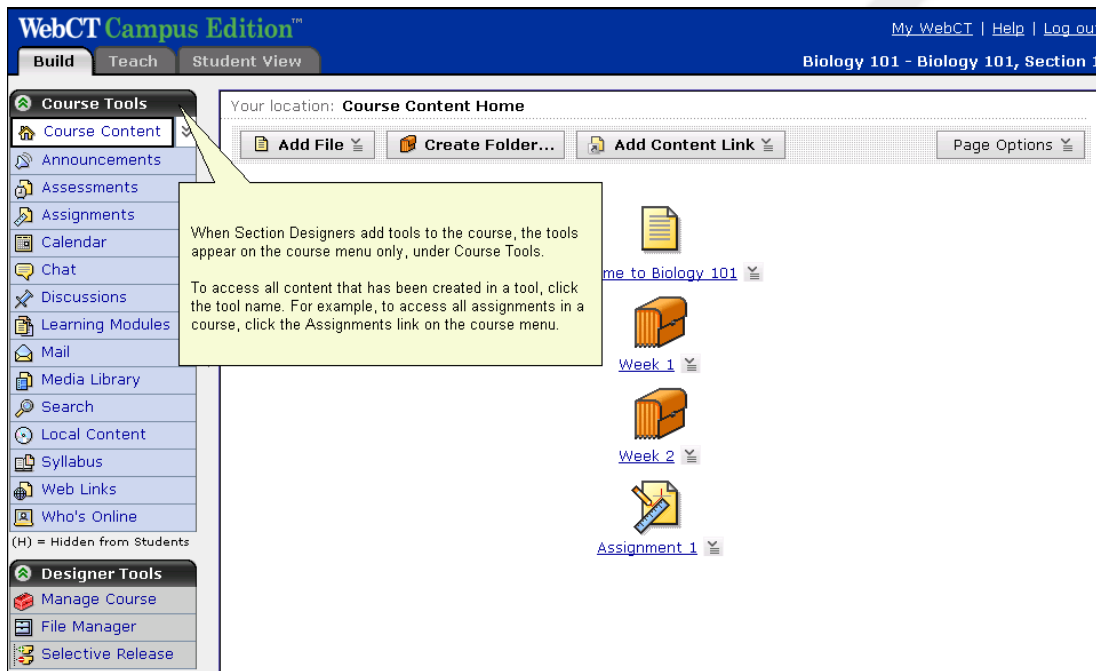 WebCT Campus Edition™
My WebCT | Help | Log out
Build Teach Student View
Biology 101 - Biology 101, Section 1
Course Tools
Course Content
Announcements
Assessments
Assignments
Calendar
Chat
Discussions
Learning Modules
Mail
Media Library
Search
Local Content
Syllabus
Web Links
Who's Online
(H) = Hidden from Students
Designer Tools
Manage Course
File Manager
Selective Release
Your location: Course Content Home
Add File
Create Folder...
Add Content Link
Page Options
When Section Designers add tools to the course, the tools
appear on the course menu only, under Course Tools.
To access all content that has been created in a tool, click
the tool name. For example, to access all assignments in a
course, click the Assignments link on the course menu.
me to Biology 101
Week 1
Week 2
Assignment 1